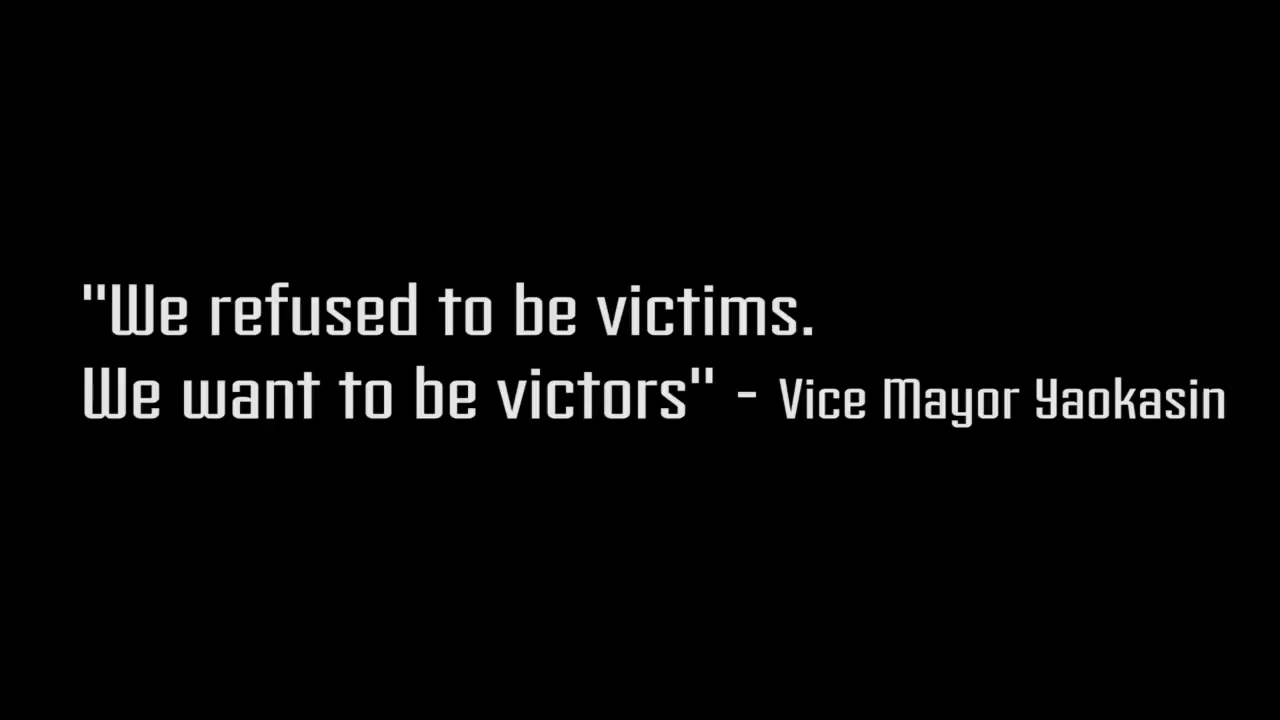 "We refused to be victims.
We want to be victors" - Vice Mayor Yaokasin